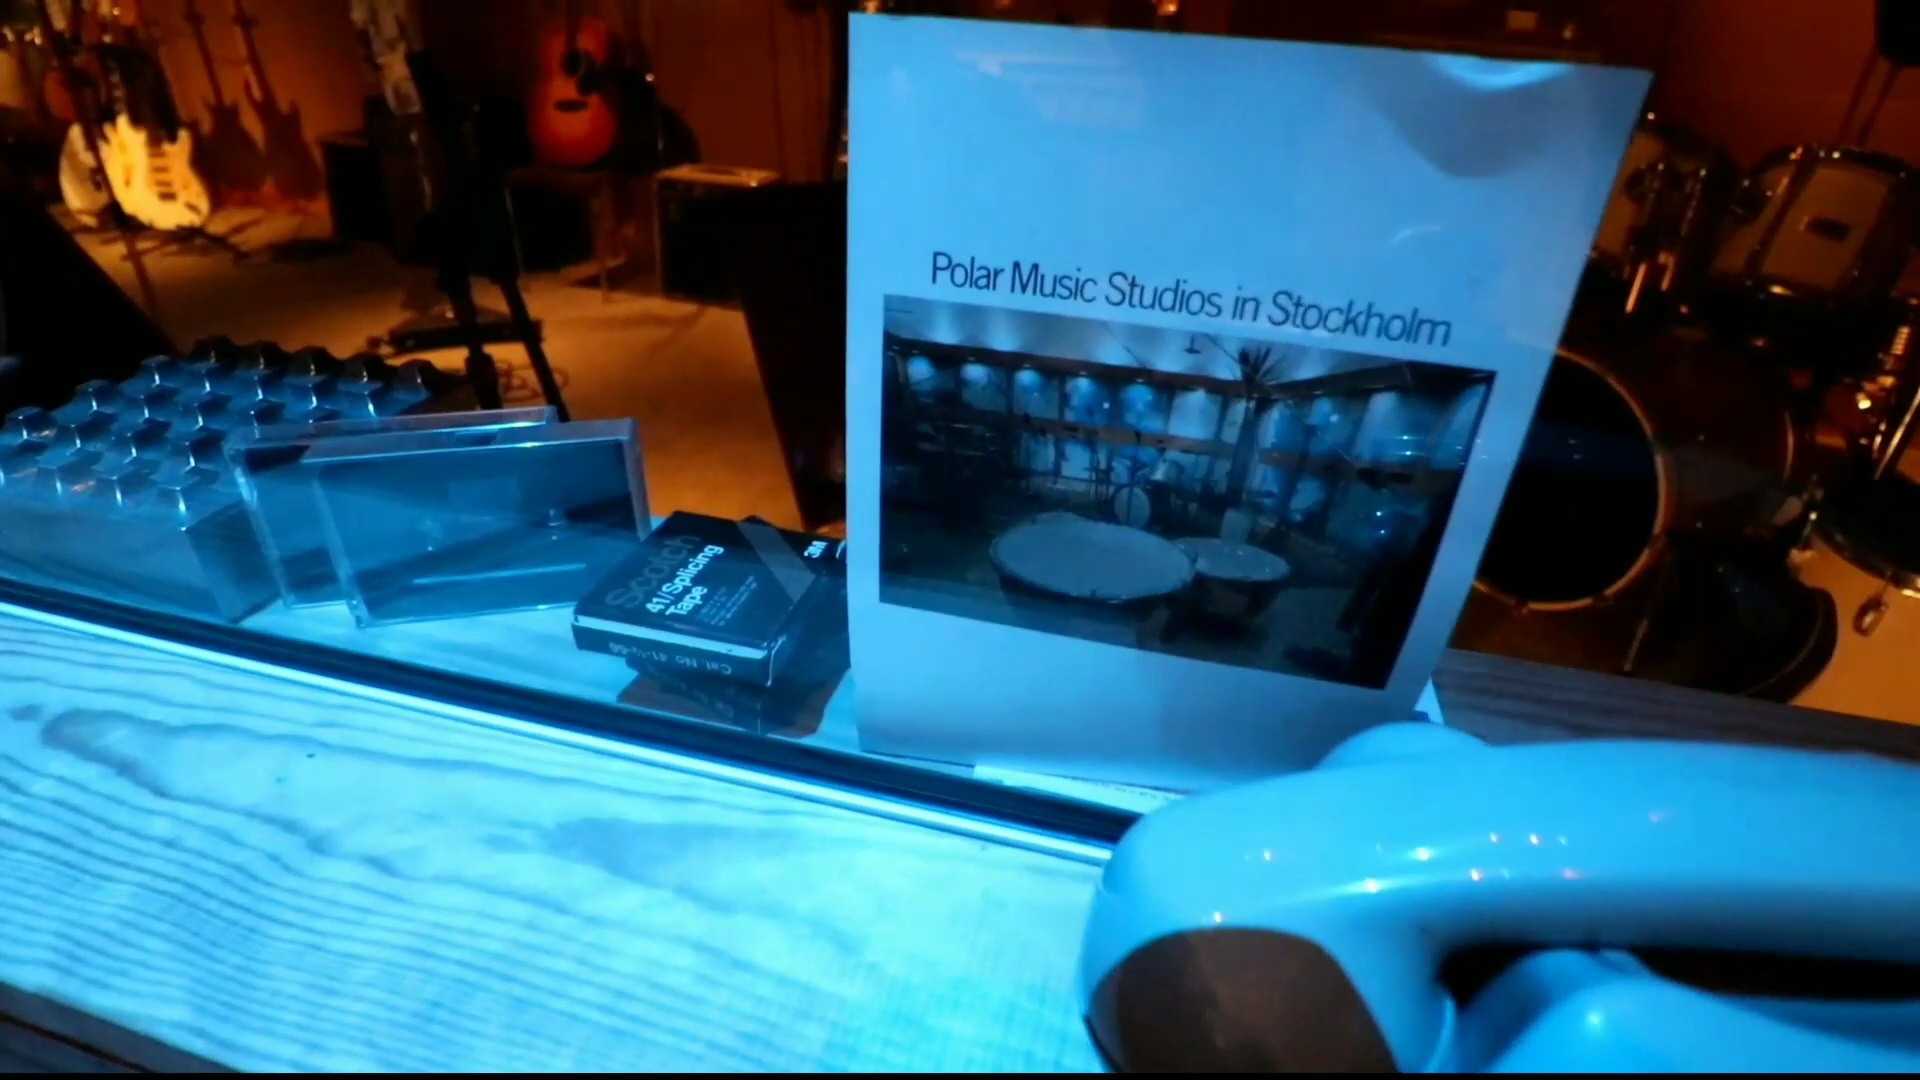 Polar Music Studios in Stockholm
Scotch
41/Splicing
Tape
3M
Cat No 41-½-66